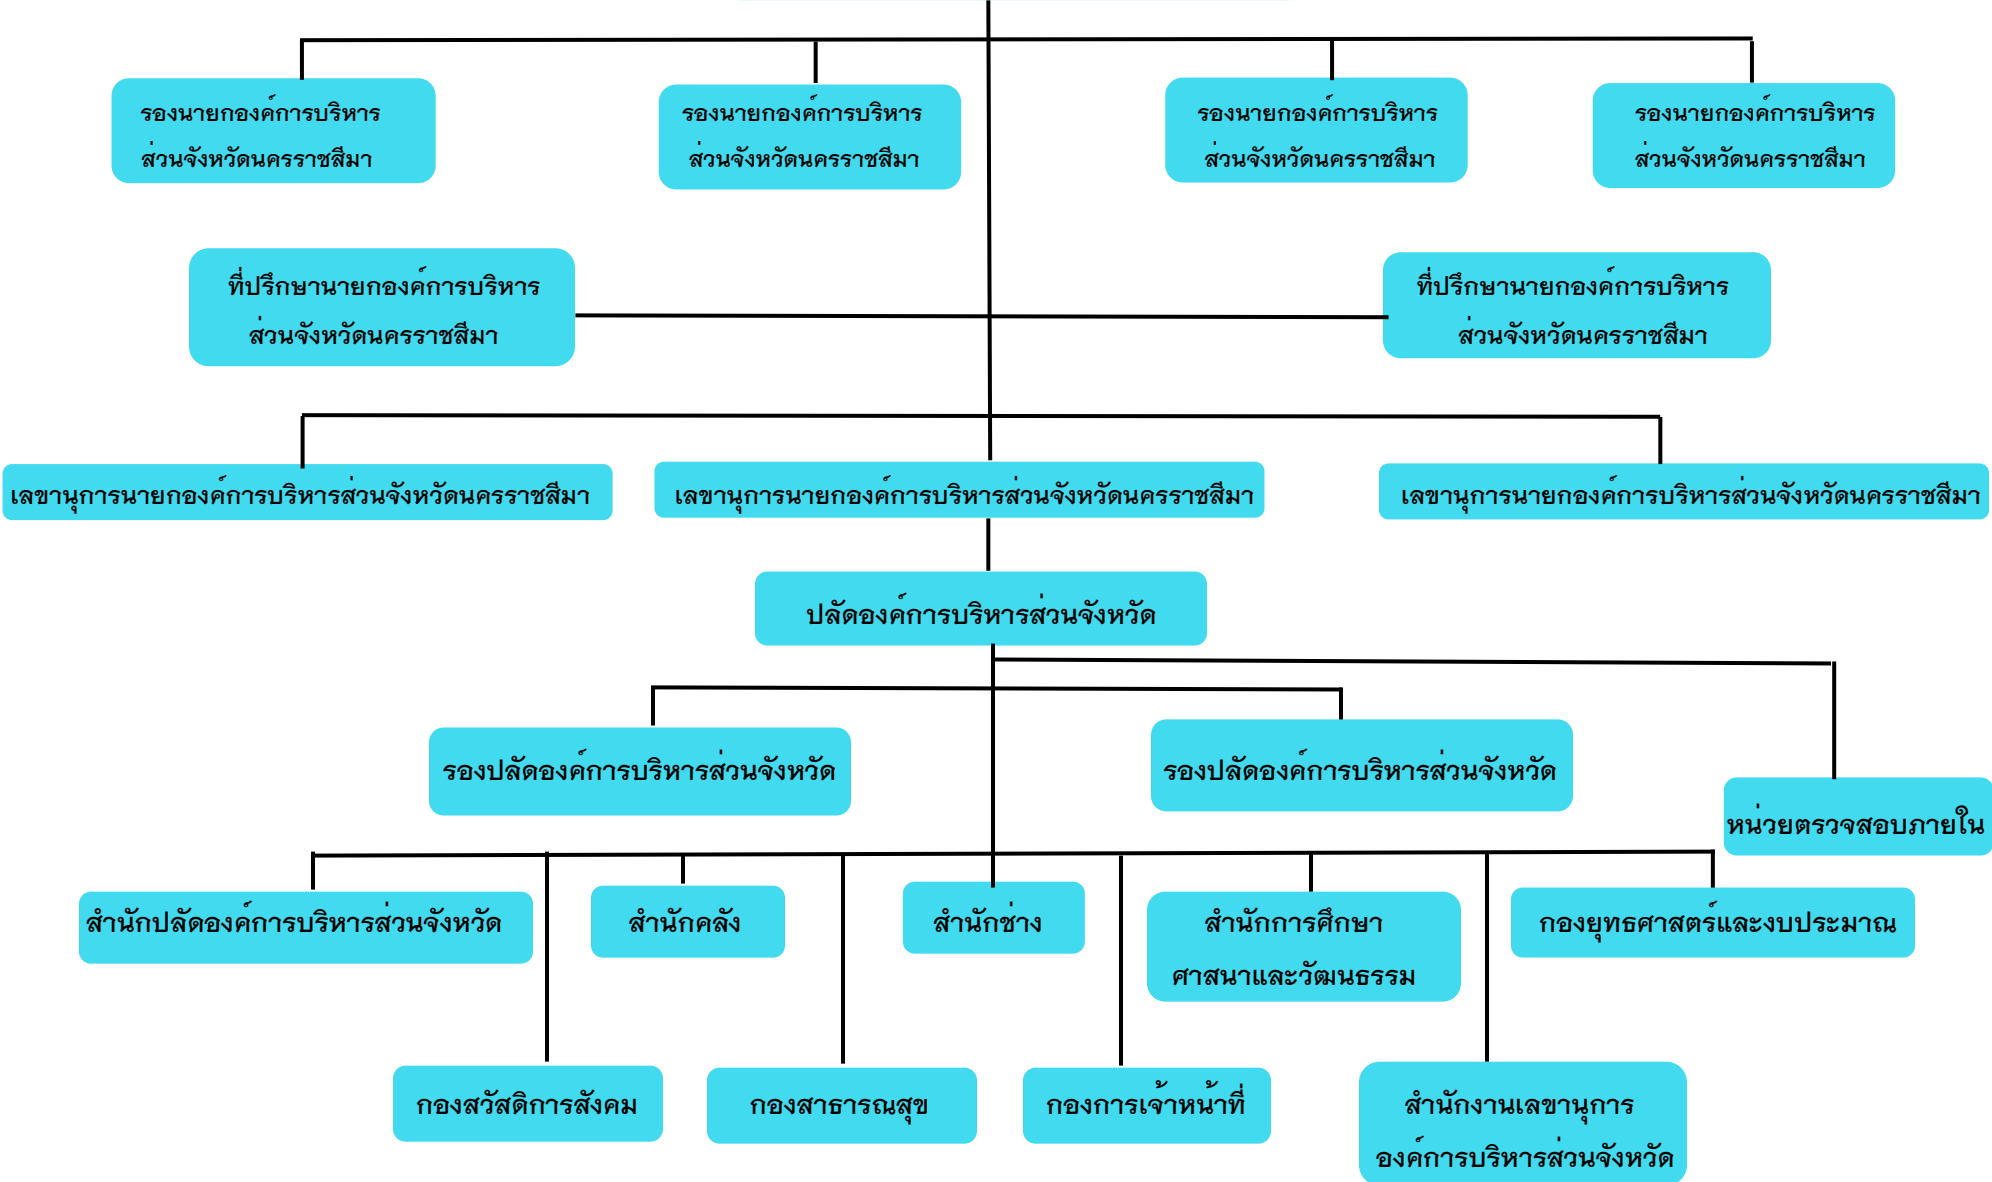 รองนายกองค์การบริหาร
ส่วนจังหวัดนครราชสีมา
รองนายกองค์การบริหาร
ส่วนจังหวัดนครราชสีมา
รองนายกองค์การบริหาร
ส่วนจังหวัดนครราชสีมา
รองนายกองค์การบริหาร
ส่วนจังหวัดนครราชสีมา
ที่ปรึกษานายกองค์การบริหาร
ส่วนจังหวัดนครราชสีมา
ที่ปรึกษานายกองค์การบริหาร
ส่วนจังหวัดนครราชสีมา
เลขานุการนายกองค์การบริหารส่วนจังหวัดนครราชสีมา
เลขานุการนายกองค์การบริหารส่วนจังหวัดนครราชสีมา
เลขานุการนายกองค์การบริหารส่วนจังหวัดนครราชสีมา
ปลัดองค์การบริหารส่วนจังหวัด
รองปลัดองค์การบริหารส่วนจังหวัด
รองปลัดองค์การบริหารส่วนจังหวัด
หน่วยตรวจสอบภายใน
สำนักปลัดองค์การบริหารส่วนจังหวัด
สำนักคลัง
สำนักช่าง
สำนักการศึกษา
ศาสนาและวัฒนธรรม
กองยุทธศาสตร์และงบประมาณ
กองสวัสดิการสังคม
กองสาธารณสุข
กองการเจ้าหน้าที่
สำนักงานเลขานุการ
องค์การบริหารส่วนจังหวัด